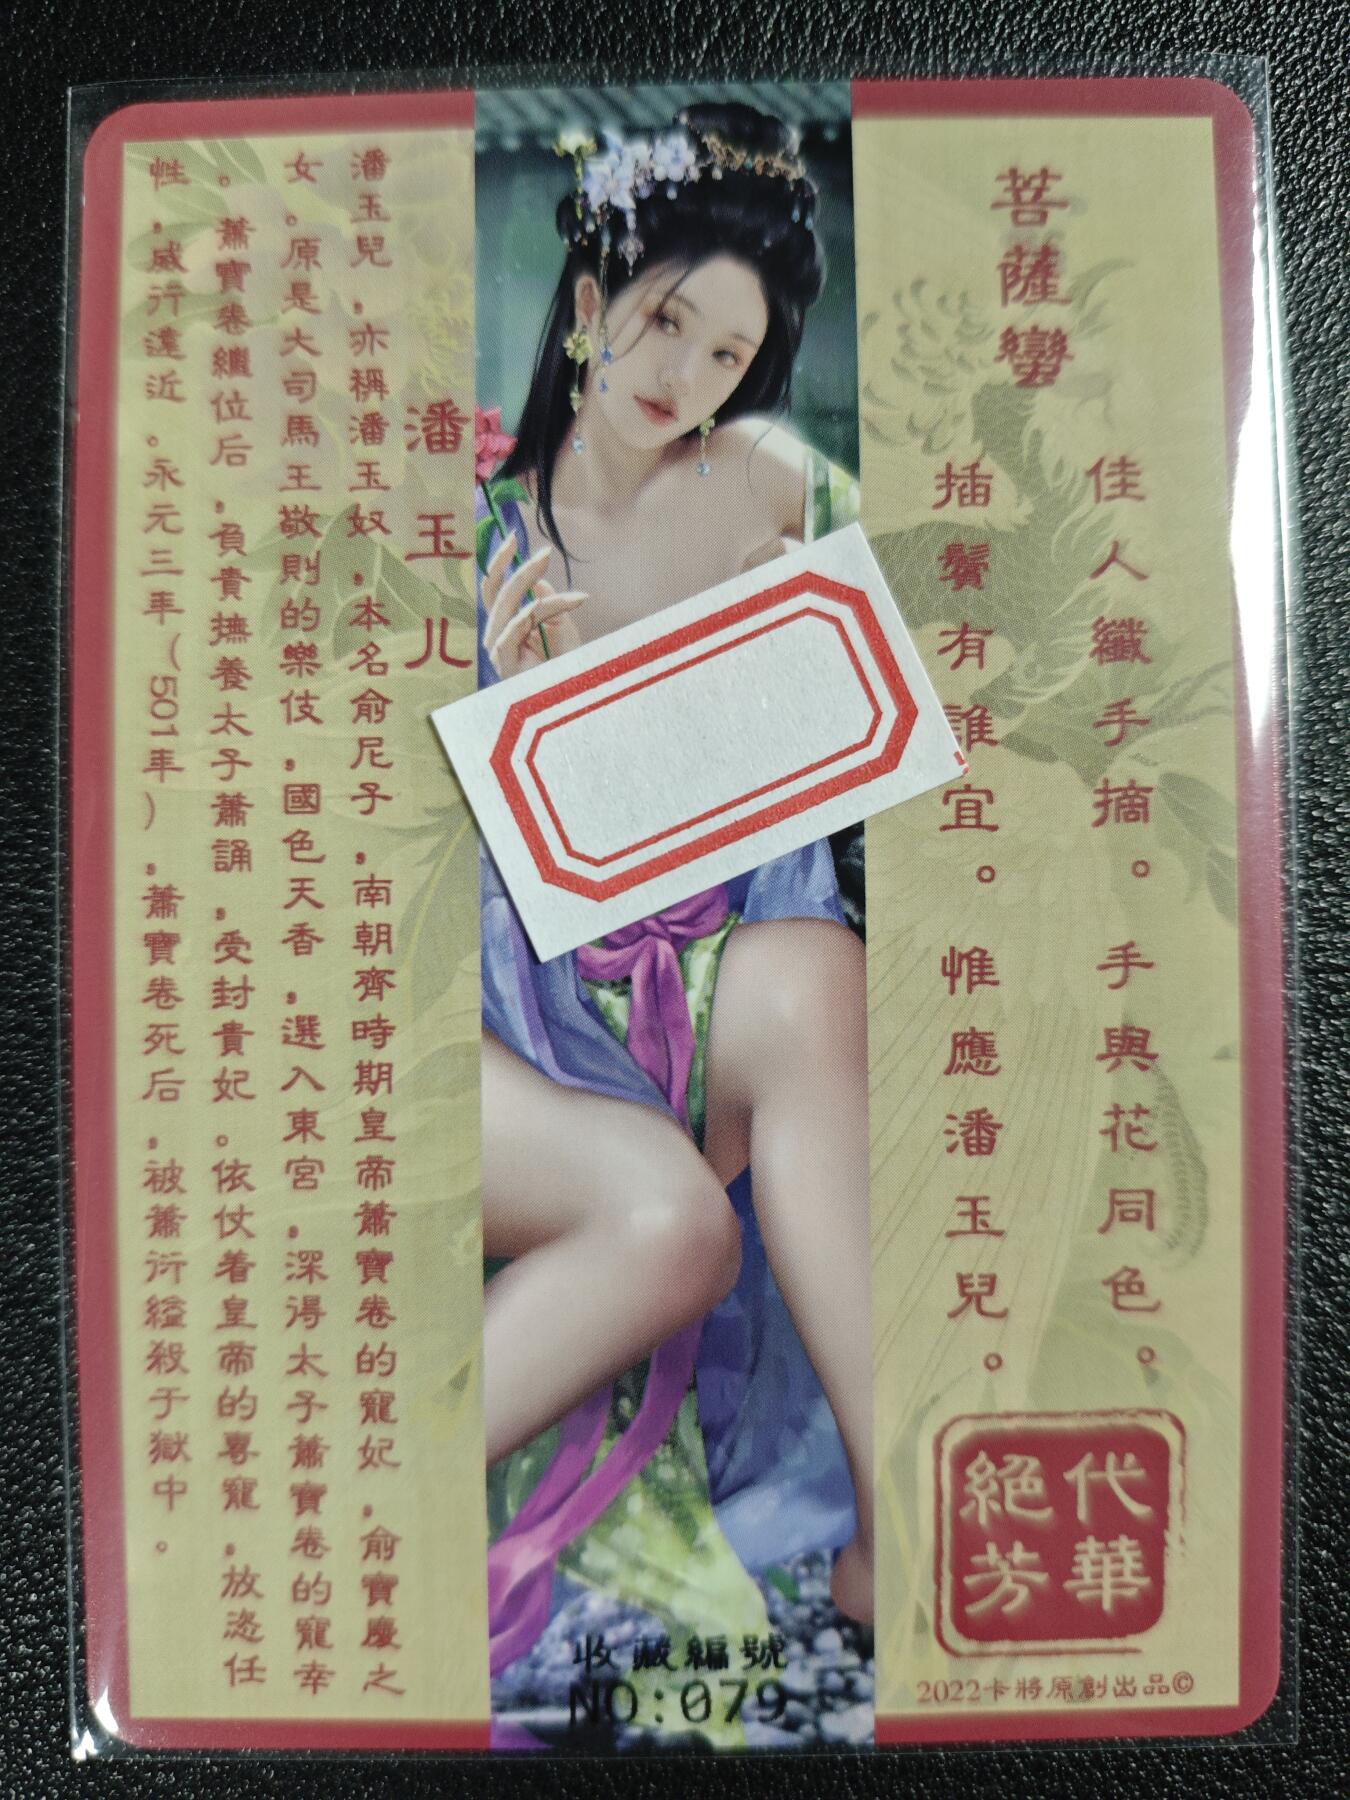 菩薩蠻
佳人纖手摘。手與花同色。
插鬢有誰宜。惟應潘玉兒。
代華
絕芳
2022卡將原創出品©
潘玉儿
潘玉兒,亦稱潘玉奴,本名俞尼子,南朝齊時期皇帝蕭寶卷的寵妃,俞寶慶之
女。原是大司馬王敬則的樂伎,國色天香,選入東宮,深得太子蕭寶卷的寵幸
。蕭寶卷繼位后,負責撫養太子蕭誦,受封貴妃。依仗着皇帝的專寵,放恣任
性,威行遠近。永元三年(501年),蕭寶卷死后,被蕭衍縊殺于獄中。
收藏編號
NO:079